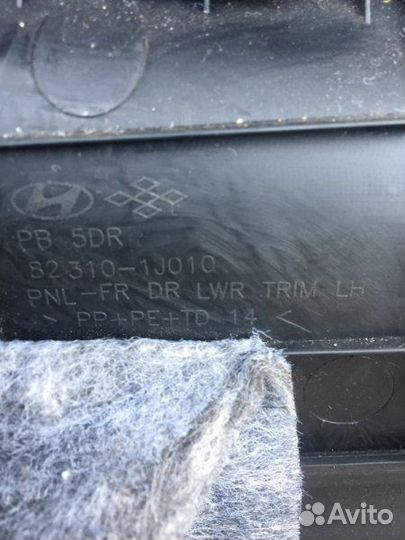 PB 5DR
82310-1J010
PNL-FR DR LWR TRIM LH
> PP+PE+TD 14 <
Avito